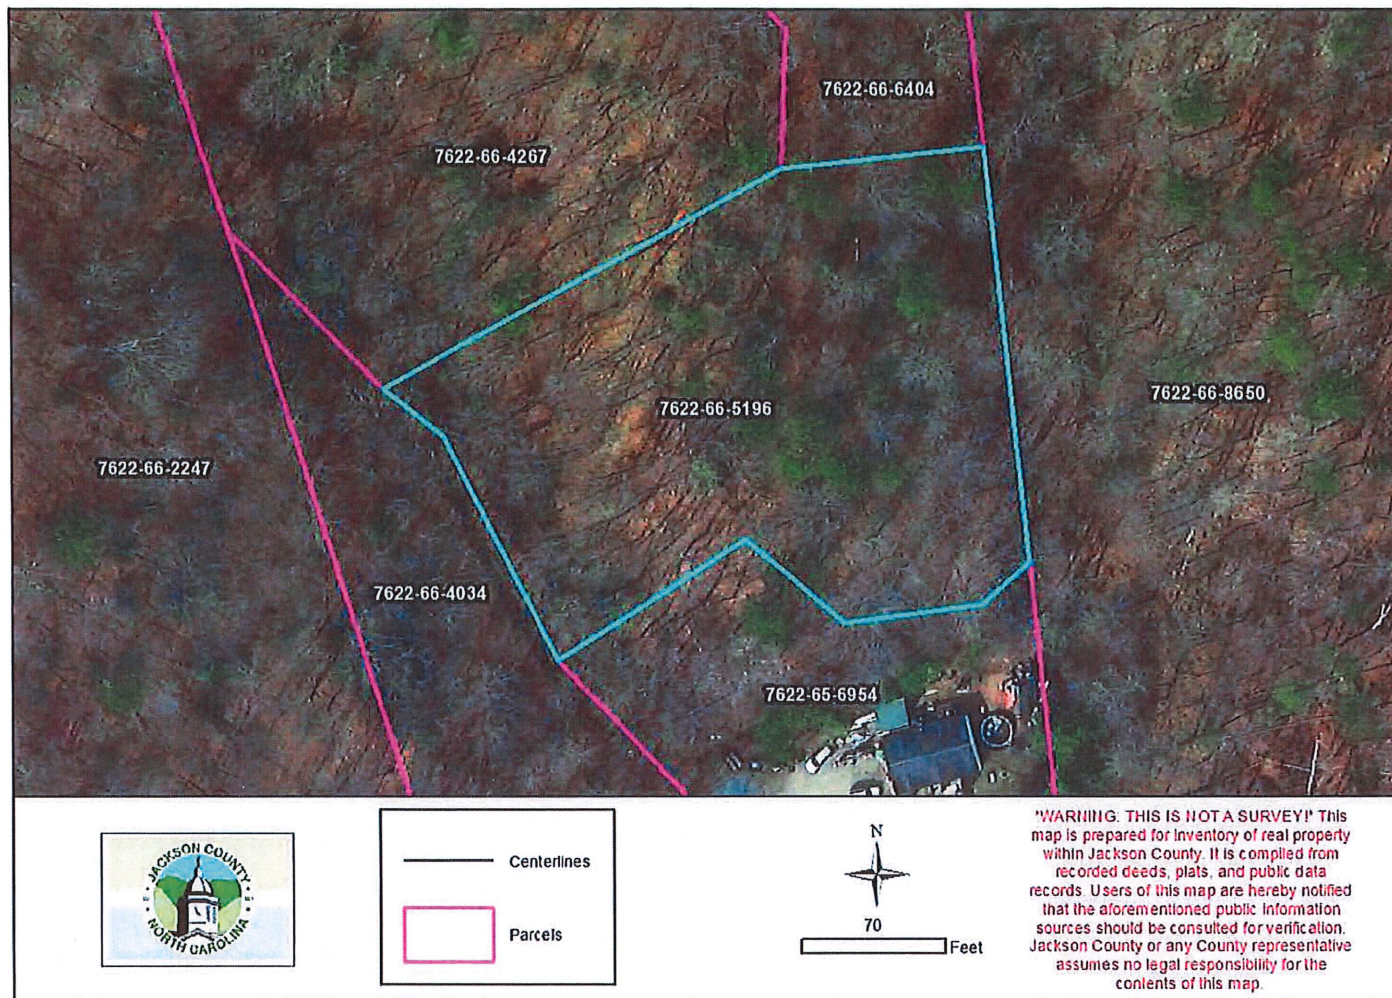 7622-66-6404
7622-66-4267
7622-66-8650
7622-66-5196
7622-66-2247
7622-66-4034
7622-65-6954
JACKSON COUNTY
NORTH CAROLINA
Centerlines
Parcels
N
70
Feet
"WARNING: THIS IS NOT A SURVEY!" This
map is prepared for inventory of real property
within Jackson County. It is compiled from
recorded deeds, plats, and public data
records. Users of this map are hereby notified
that the aforementioned public information
sources should be consulted for verification.
Jackson County or any County representative
assumes no legal responsibility for the
contents of this map.